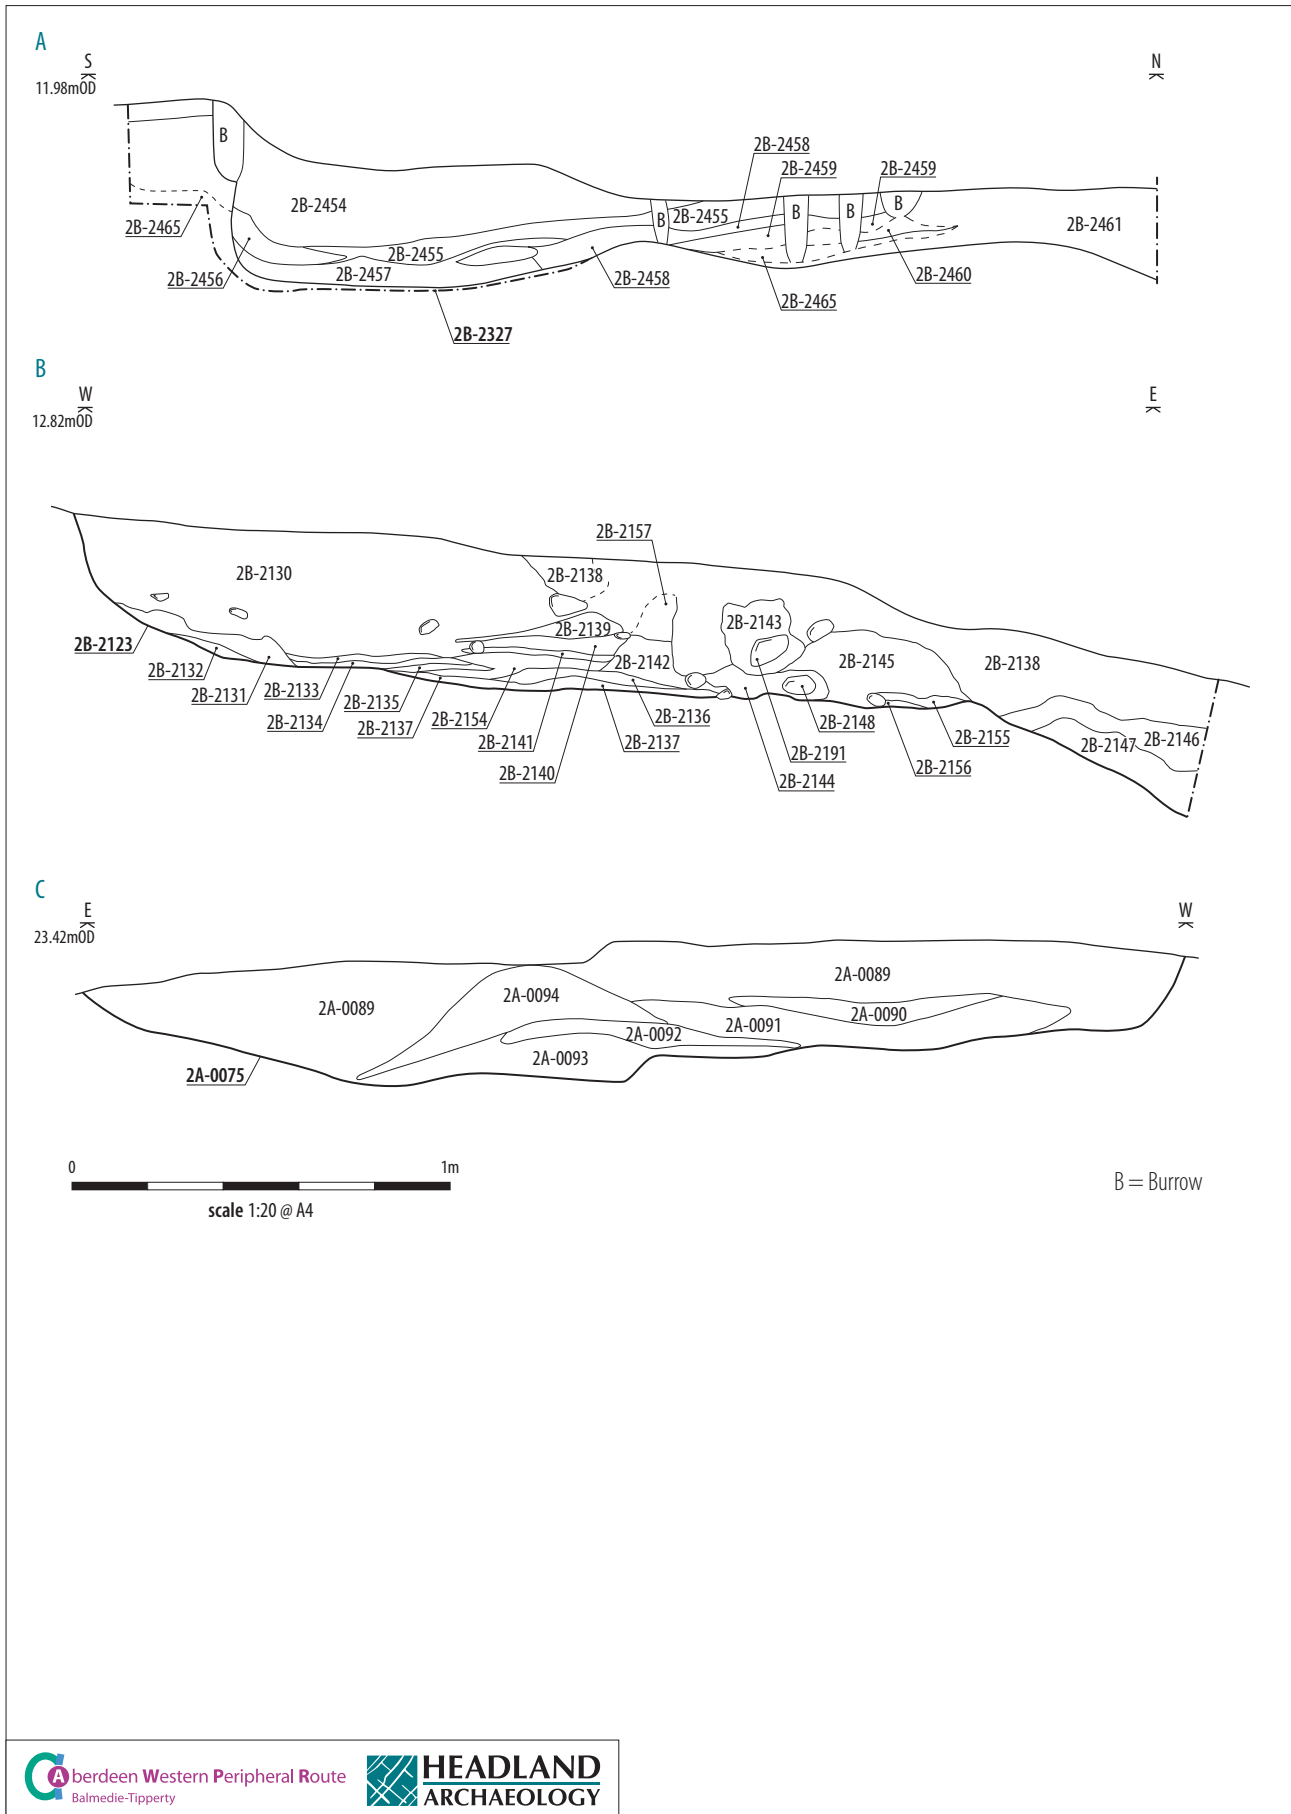 A
S
N
11.98mOD
B
2B-2458
2B-2459
2B-2459
2B-2454
2B-2465
B
2B-2455
B
B
B
2B-2461
2B-2455
2B-2456
2B-2457
2B-2458
2B-2460
2B-2465
2B-2327
B
W
E
12.82mOD
2B-2157
2B-2130
2B-2138
2B-2139
2B-2143
2B-2123
2B-2142
2B-2145
2B-2138
2B-2132
2B-2131
2B-2133
2B-2135
2B-2134
2B-2137
2B-2154
2B-2136
2B-2148
2B-2155
2B-2141
2B-2137
2B-2147
2B-2146
2B-2191
2B-2156
2B-2140
2B-2144
C
E
W
23.42mOD
2A-0089
2A-0094
2A-0089
2A-0090
2A-0091
2A-0092
2A-0093
2A-0075
0 1m
scale 1:20 @ A4
B = Burrow
Aberdeen Western Peripheral Route
Balmedie-Tipperty
HEADLAND
ARCHAEOLOGY